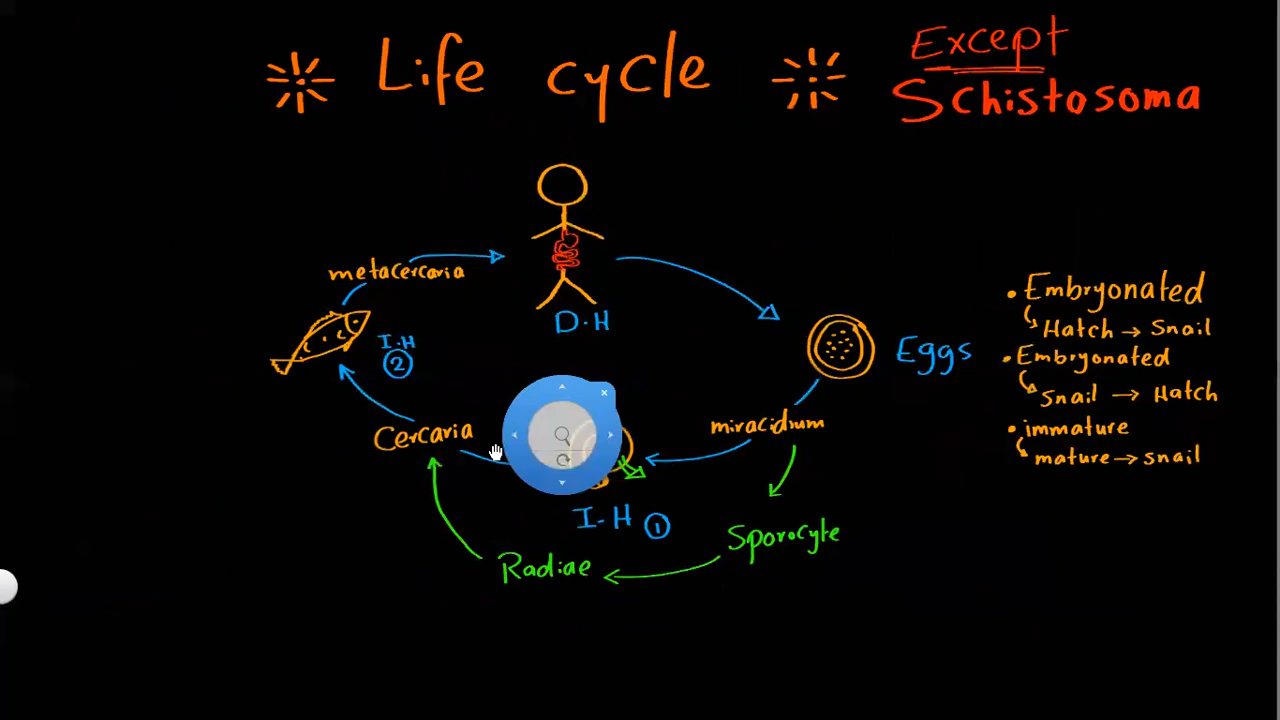 Life cycle
Except
Schistosoma
metacercaria
D.H
I.H
②
Eggs
Cercaria
miracidium
I-H ①
Sporocyte
Radiae
• Embryonated
Hatch → Snail
• Embryonated
Snail → Hatch
• immature
mature → snail